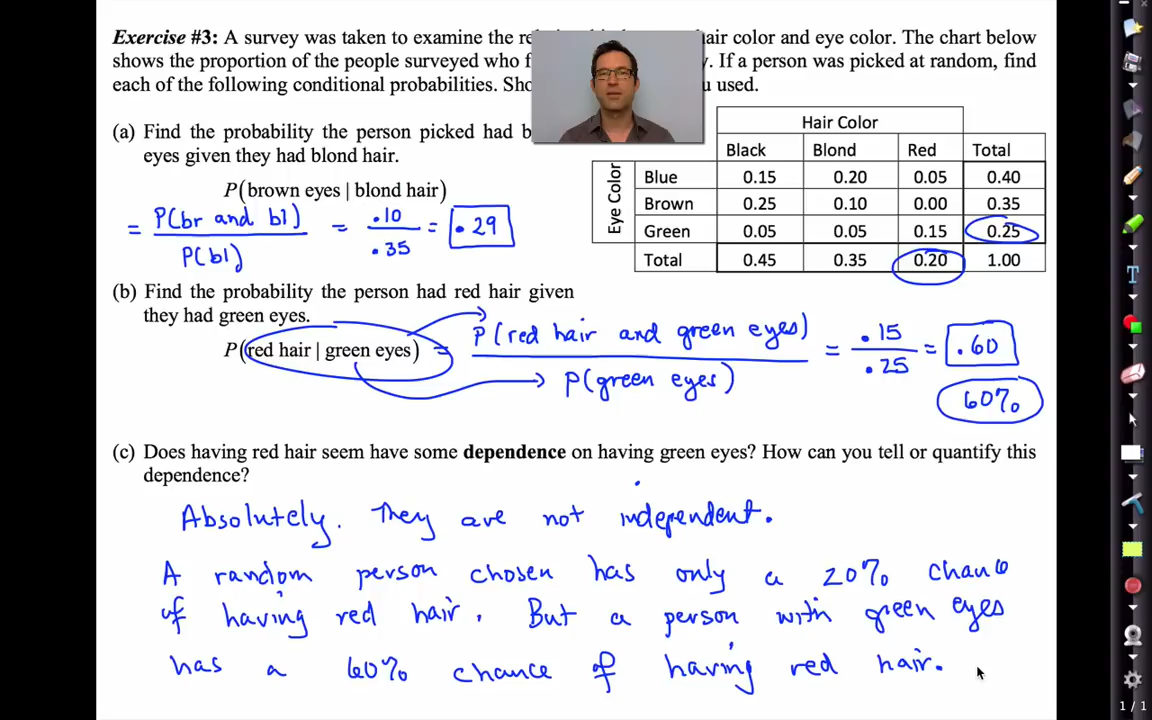 Exercise #3: A survey was taken to examine the hair color and eye color. The chart below
shows the proportion of the people surveyed who If a person was picked at random, find
each of the following conditional probabilities. used.
(a) Find the probability the person picked had
eyes given they had blond hair.
P(brown eyes | blond hair)
= P(br and bl) / P(bl) = .10 / .35 = .29
Hair Color
Black Blond Red Total
Eye Color
Blue 0.15 0.20 0.05 0.40
Brown 0.25 0.10 0.00 0.35
Green 0.05 0.05 0.15 0.25
Total 0.45 0.35 0.20 1.00
(b) Find the probability the person had red hair given
they had green eyes.
P(red hair | green eyes) = P(red hair and green eyes) / P(green eyes) = .15 / .25 = .60
60%
(c) Does having red hair seem have some dependence on having green eyes? How can you tell or quantify this
dependence?
Absolutely. They are not independent.
A random person chosen has only a 20% chance
of having red hair. But a person with green eyes
has a 60% chance of having red hair.
T
1 / 1